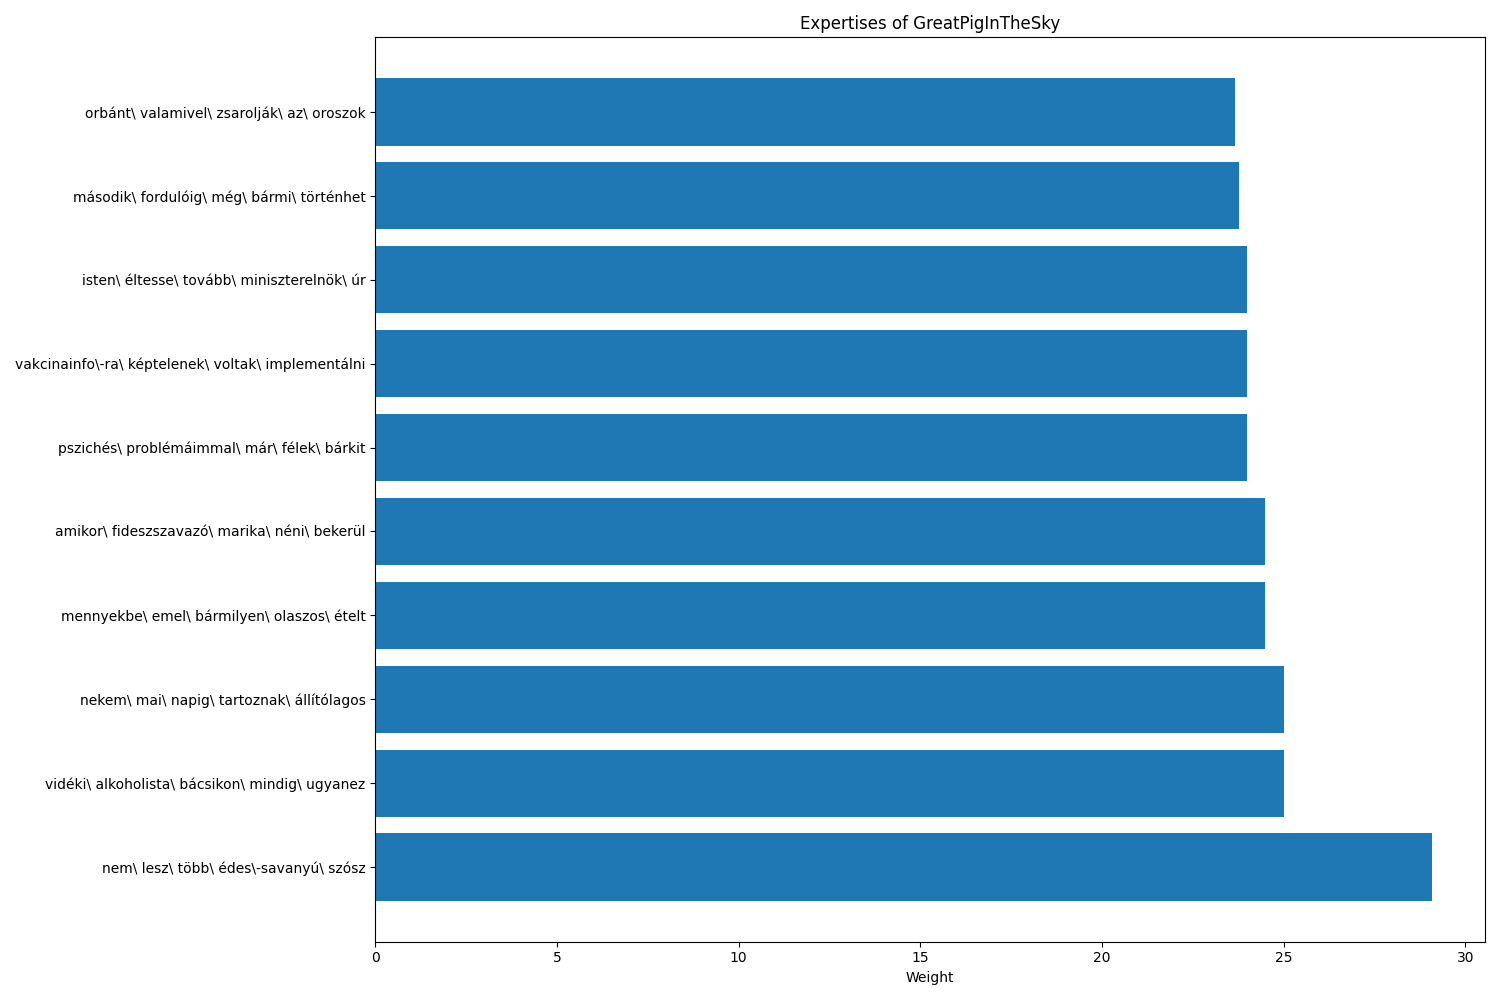 Expertises of GreatPigInTheSky
orbánt\ valamivel\ zsarolják\ az\ oroszok
második\ fordulóig\ még\ bármi\ történhet
isten\ éltesse\ tovább\ miniszterelnök\ úr
vakcinainfo\-ra\ képtelenek\ voltak\ implementálni
pszichés\ problémáimmal\ már\ félek\ bárkit
amikor\ fideszszavazó\ marika\ néni\ bekerül
mennyekbe\ emel\ bármilyen\ olaszos\ ételt
nekem\ mai\ napig\ tartoznak\ állítólagos
vidéki\ alkoholista\ bácsikon\ mindig\ ugyanez
nem\ lesz\ több\ édes\-savanyú\ szósz
0 5 10 15 20 25 30
Weight